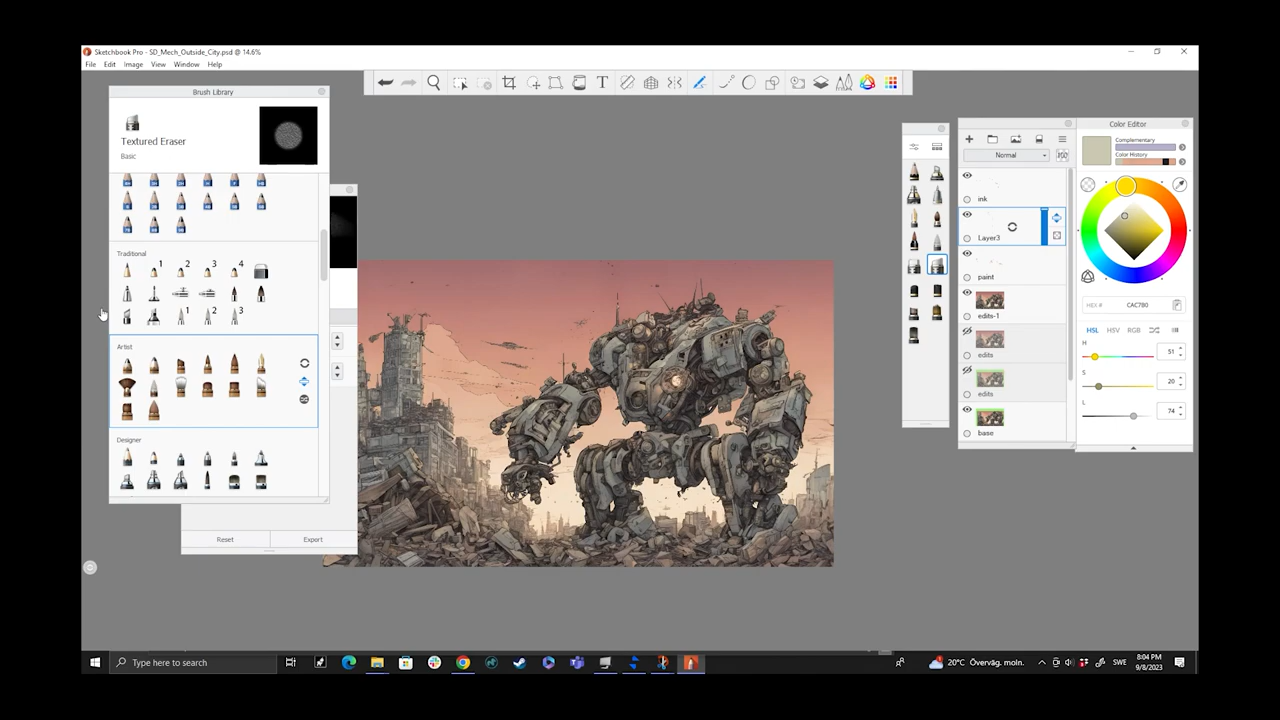 Sketchbook Pro - SD_Mech_Outside_City.psd @ 14.6%
File Edit Image View Window Help
Brush Library
Textured Eraser
Basic
Traditional
1 2 3 4
1 2 3
Artist
Designer
Reset Export
Normal
ink
Layer3
paint
edits-1
edits
edits
base
Color Editor
Complementary
Color History
HEX # CAC7B0
HSL HSV RGB
H 51
S 20
L 74
Type here to search
20°C Överväg. moln.
SWE
8:04 PM
9/8/2023